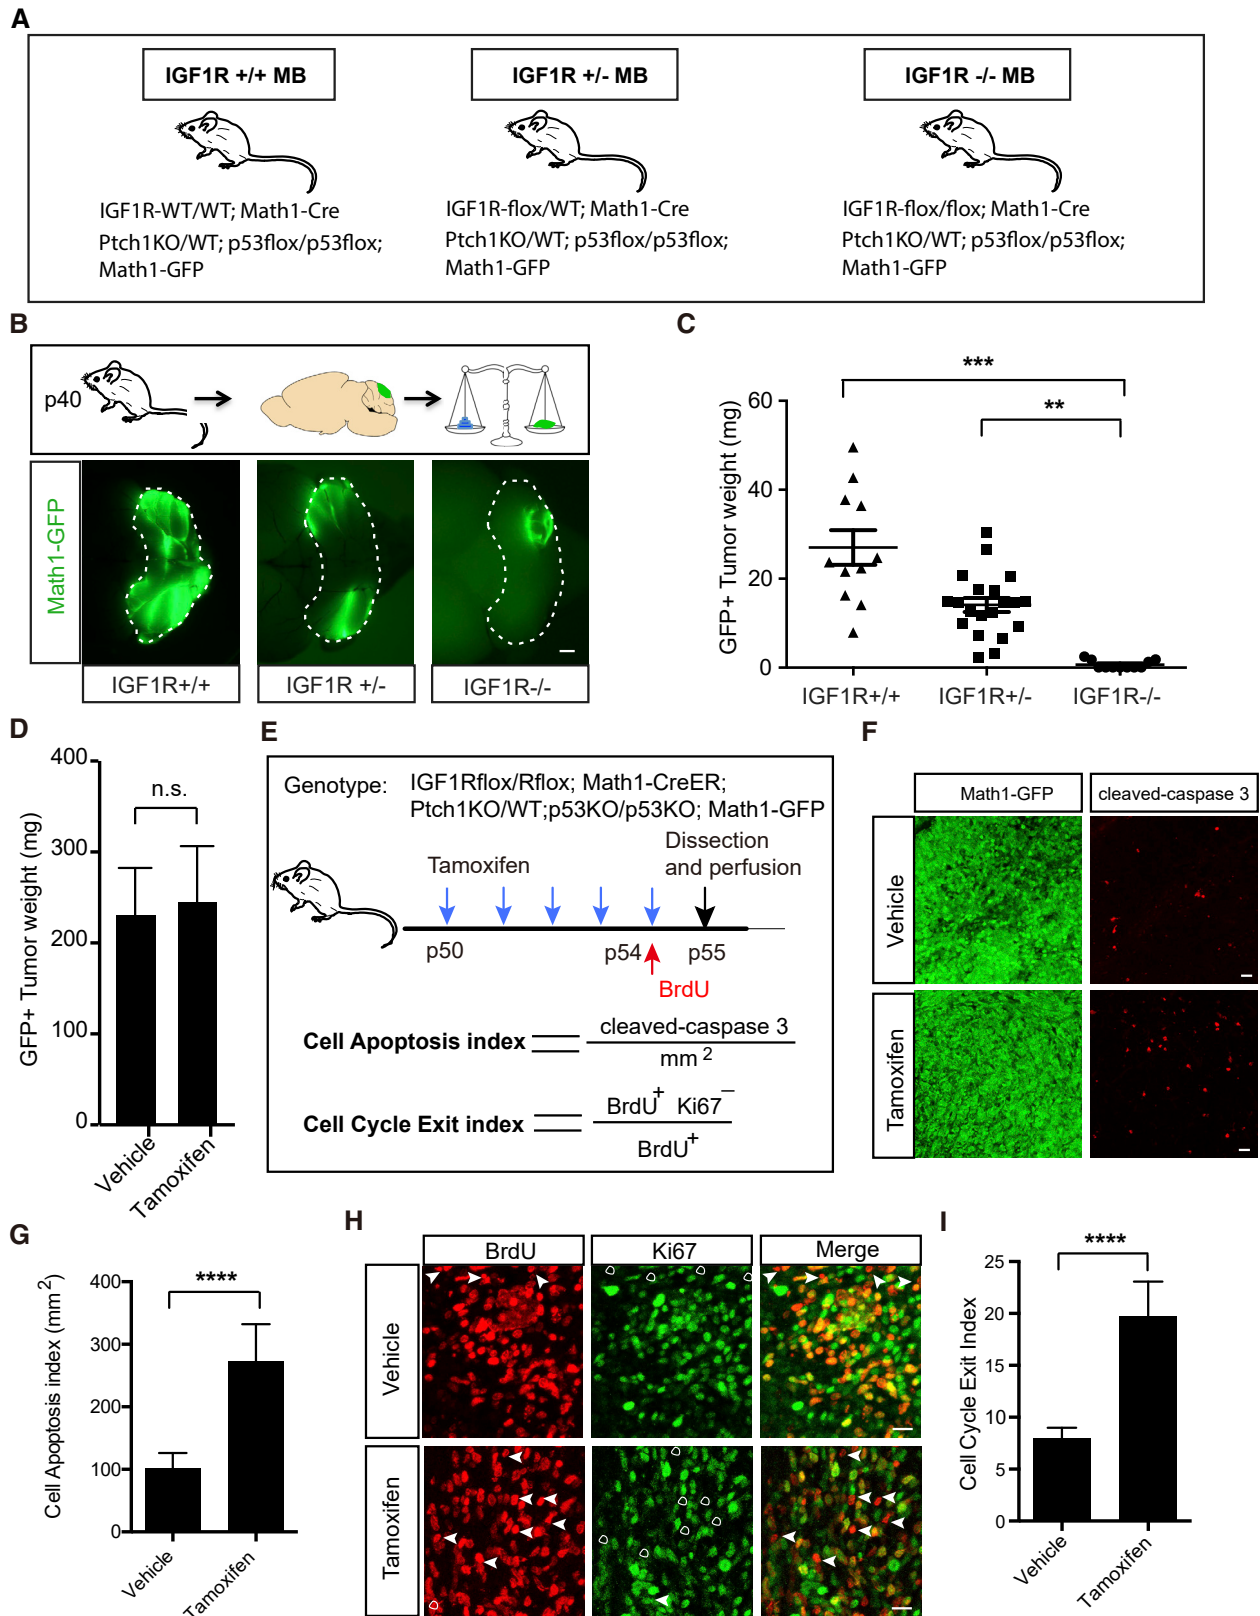 A
IGF1R +/+ MB
IGF1R +/- MB
IGF1R -/- MB
IGF1R-WT/WT; Math1-Cre
Ptch1KO/WT; p53flox/p53flox;
Math1-GFP
IGF1R-flox/WT; Math1-Cre
Ptch1KO/WT; p53flox/p53flox;
Math1-GFP
IGF1R-flox/flox; Math1-Cre
Ptch1KO/WT; p53flox/p53flox;
Math1-GFP
B
p40
Math1-GFP
IGF1R+/+
IGF1R +/-
IGF1R-/-
C
GFP+ Tumor weight (mg)
60
40
20
0
***
**
IGF1R+/+
IGF1R+/-
IGF1R-/-
D
GFP+ Tumor weight (mg)
400
300
200
100
0
n.s.
Vehicle
Tamoxifen
E
Genotype:
IGF1Rflox/Rflox; Math1-CreER;
Ptch1KO/WT;p53KO/p53KO; Math1-GFP
Tamoxifen
Dissection
and perfusion
p50
p54
p55
BrdU
Cell Apoptosis index
cleaved-caspase 3
mm 2
Cell Cycle Exit index
BrdU+ Ki67−
BrdU+
F
Math1-GFP
cleaved-caspase 3
Vehicle
Tamoxifen
G
Cell Apoptosis index (mm 2)
400
300
200
100
0
****
Vehicle
Tamoxifen
H
BrdU
Ki67
Merge
Vehicle
Tamoxifen
I
Cell Cycle Exit Index
25
20
15
10
5
0
****
Vehicle
Tamoxifen